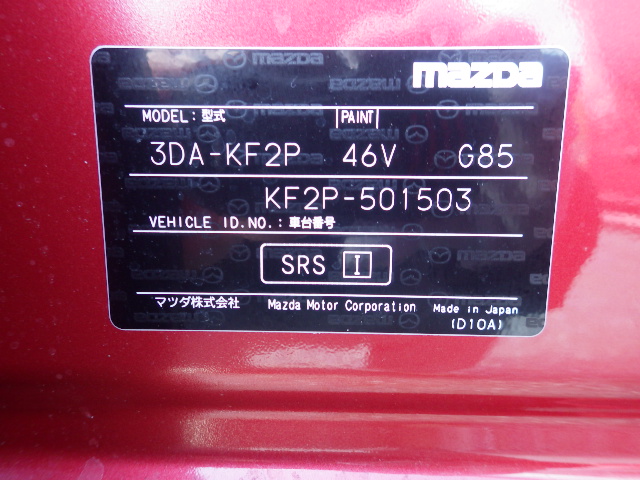 mazda
MODEL:型式 PAINT
3DA-KF2P 46V G85
KF2P-501503
VEHICLE ID.NO.:車台番号
SRS I
マツダ株式会社 Mazda Motor Corporation Made in Japan
(D10A)